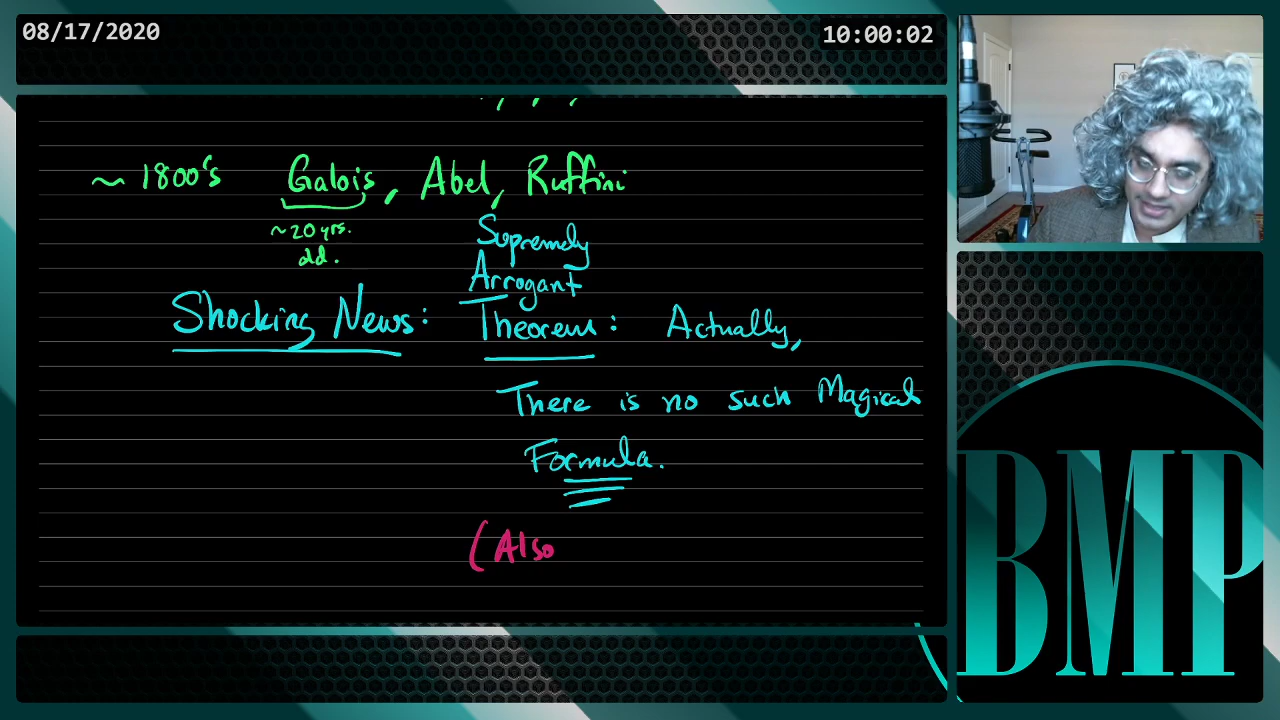 08/17/2020
10:00:02
~ 1800's Galois, Abel, Ruffini
~20 yrs.
old.
Supremely
Arrogant
Shocking News: Theorem: Actually,
There is no such Magical
Formula.
(Also
BMP